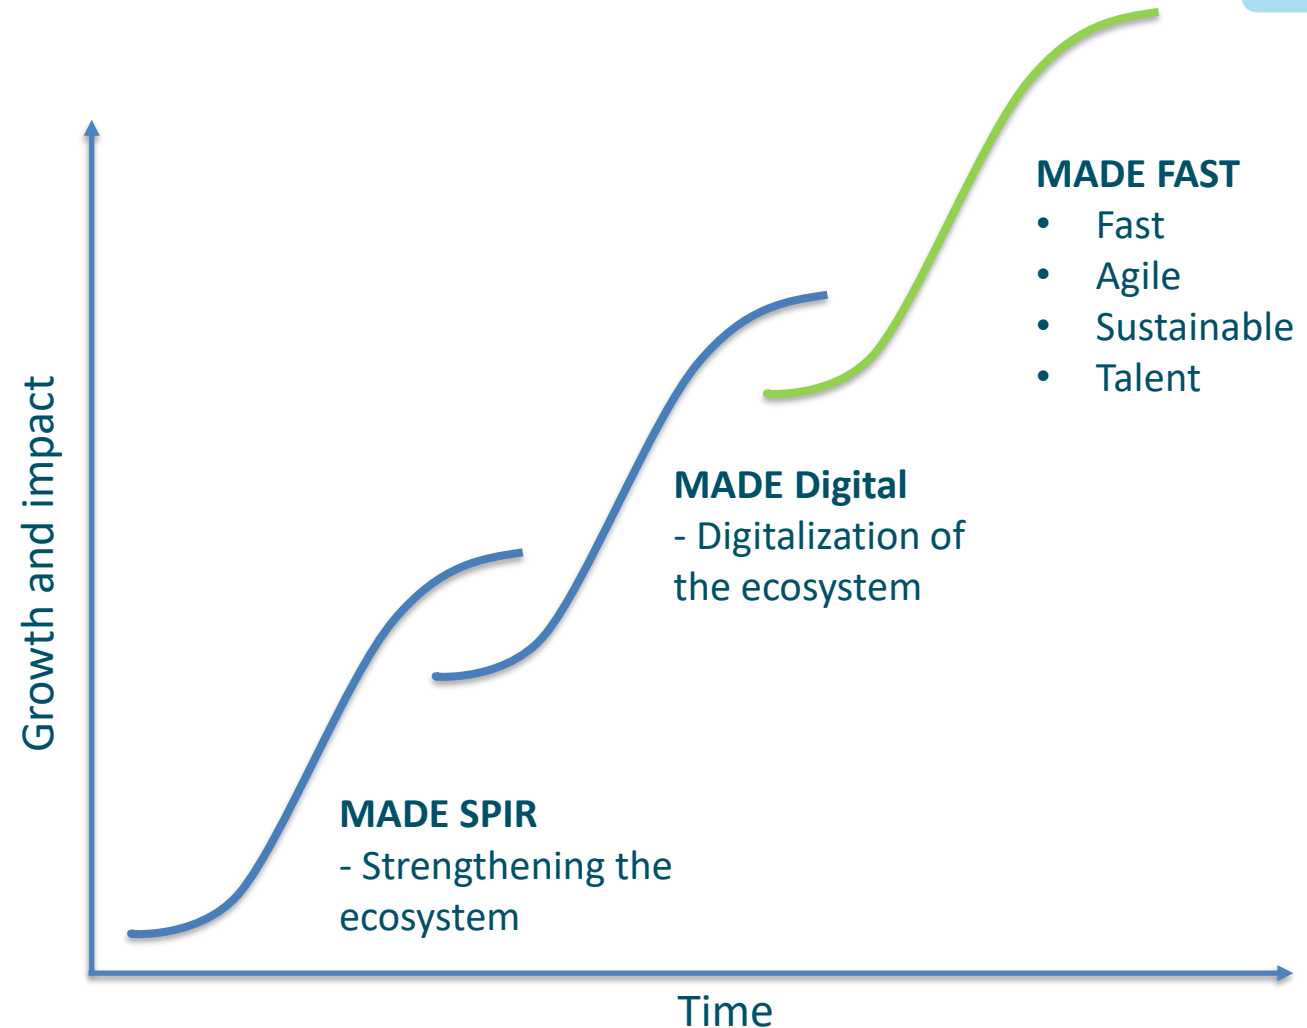 MADE FAST
• Fast
• Agile
• Sustainable
• Talent
MADE Digital
- Digitalization of
the ecosystem
MADE SPIR
- Strengthening the
ecosystem
Growth and impact
Time